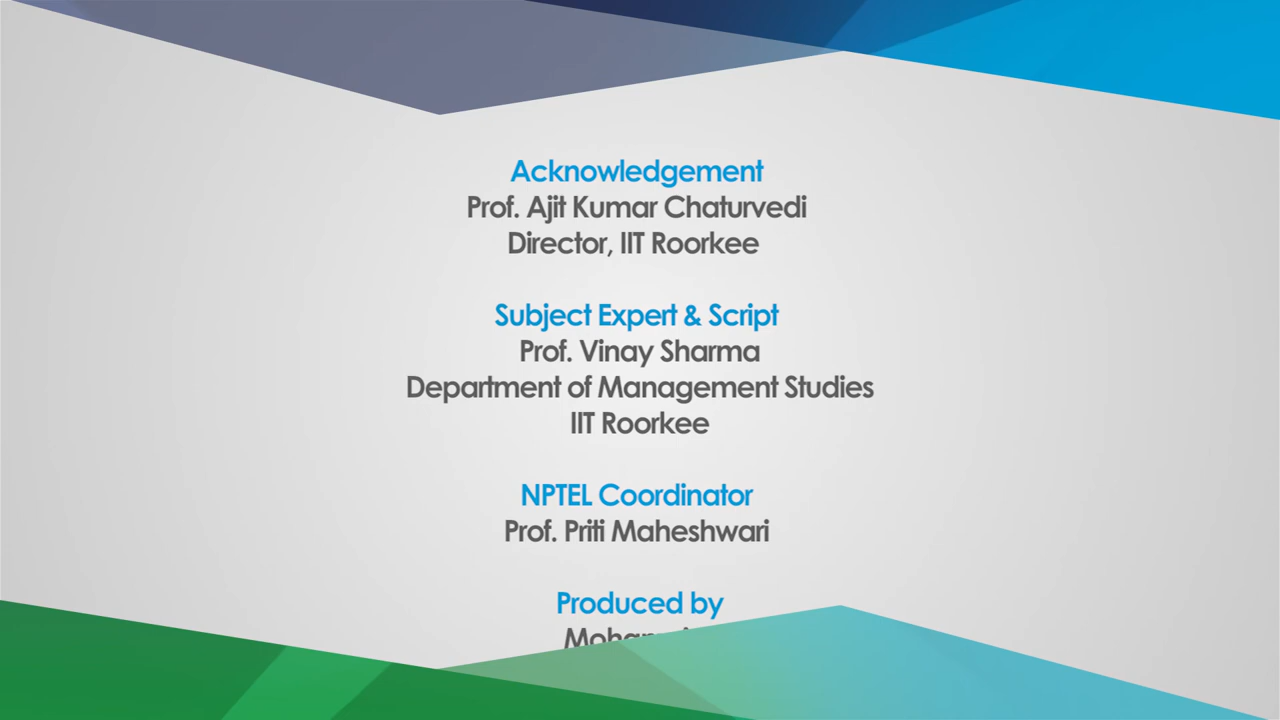 Acknowledgement
Prof. Ajit Kumar Chaturvedi
Director, IIT Roorkee
Subject Expert & Script
Prof. Vinay Sharma
Department of Management Studies
IIT Roorkee
NPTEL Coordinator
Prof. Priti Maheshwari
Produced by